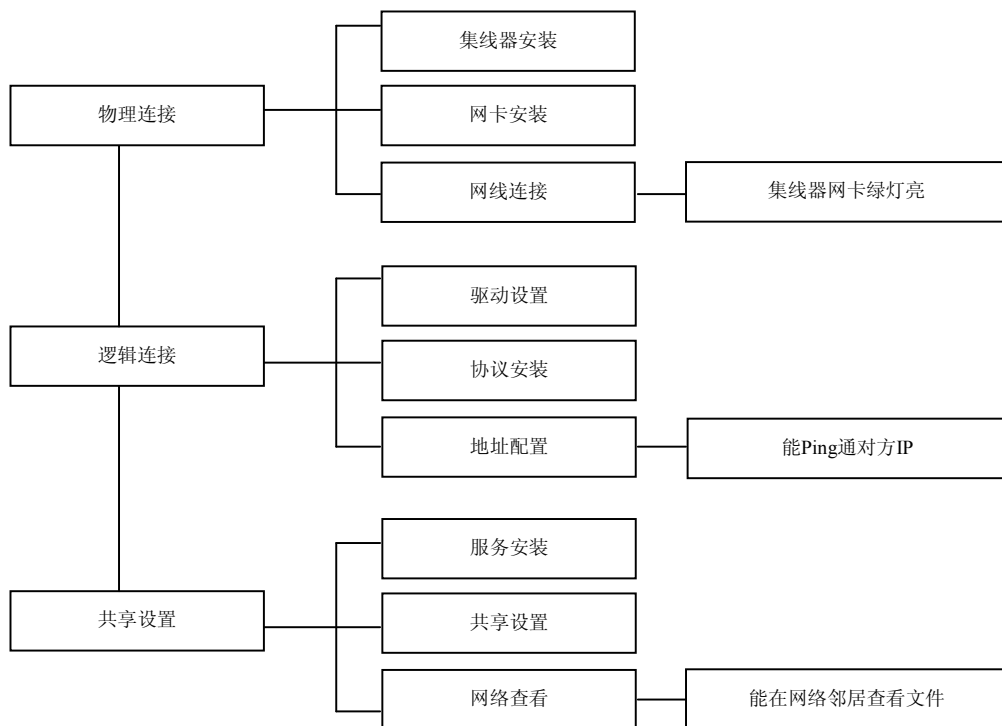 集线器安装
物理连接
网卡安装
网线连接
集线器网卡绿灯亮
驱动设置
逻辑连接
协议安装
地址配置
能Ping通对方IP
服务安装
共享设置
共享设置
网络查看
能在网络邻居查看文件